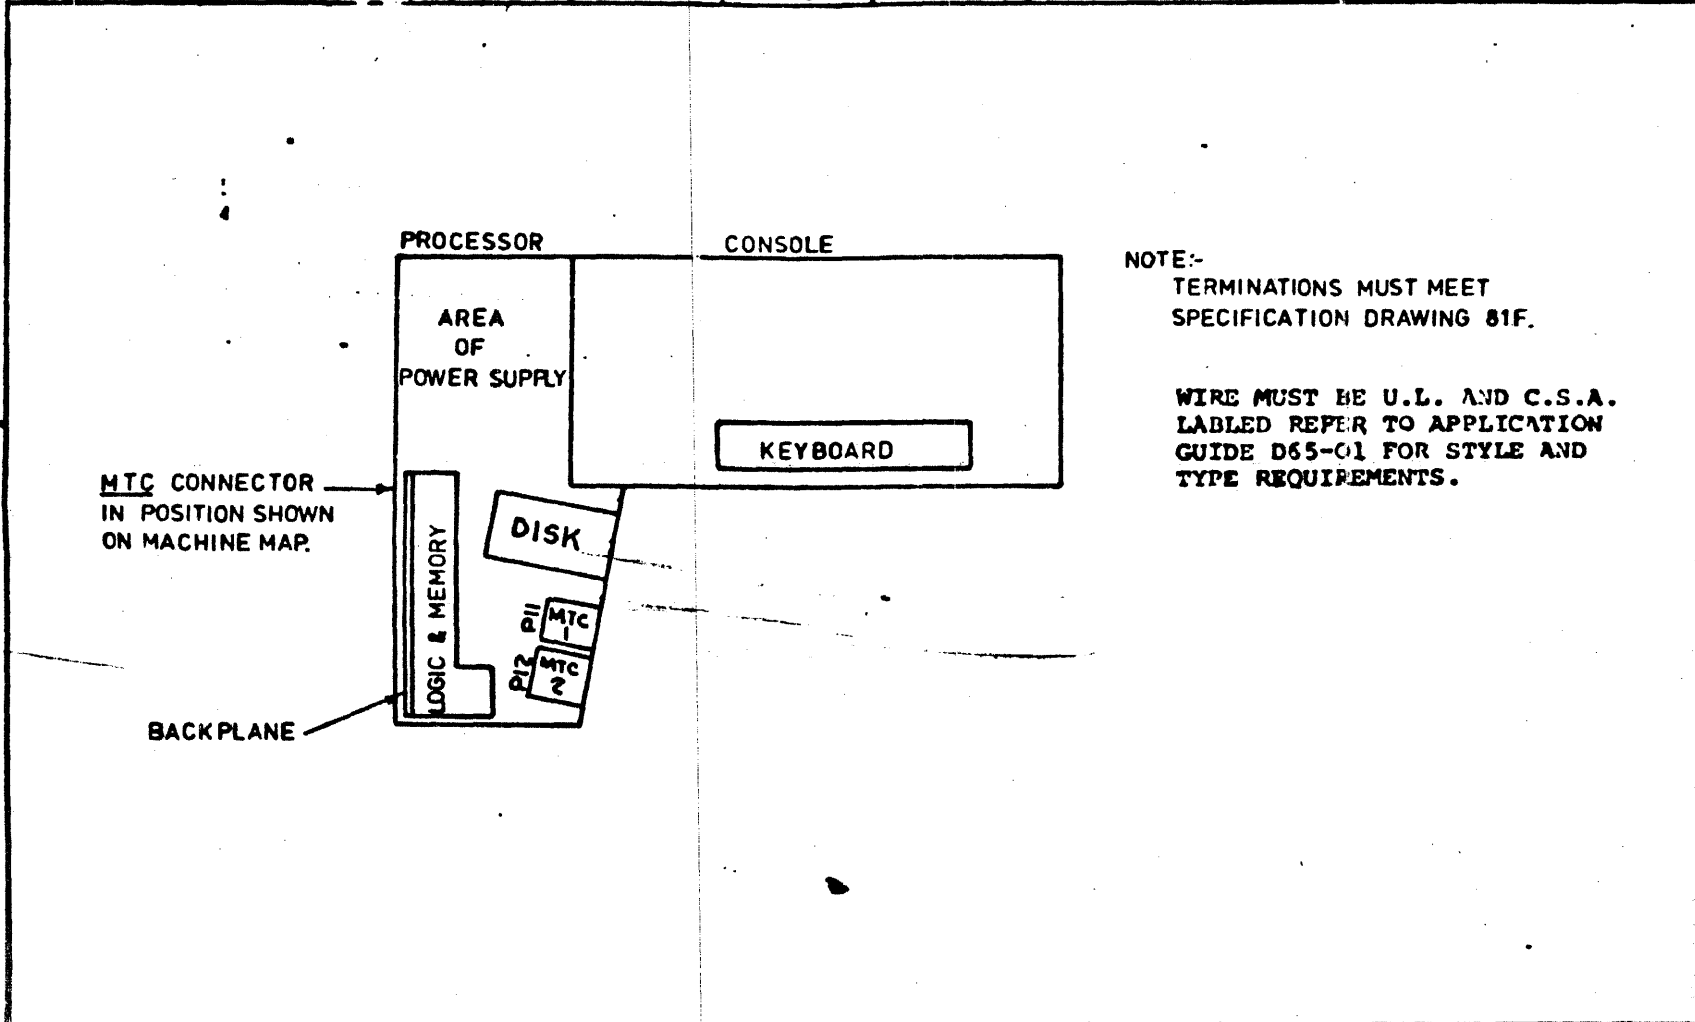 PROCESSOR
CONSOLE
AREA
OF
POWER SUPPLY
KEYBOARD
MTC CONNECTOR
IN POSITION SHOWN
ON MACHINE MAP.
LOGIC & MEMORY
DISK
P11
MTC
1
P12
MTC
2
BACKPLANE
NOTE:-
TERMINATIONS MUST MEET
SPECIFICATION DRAWING 81F.
WIRE MUST BE U.L. AND C.S.A.
LABLED REFER TO APPLICATION
GUIDE D65-01 FOR STYLE AND
TYPE REQUIREMENTS.